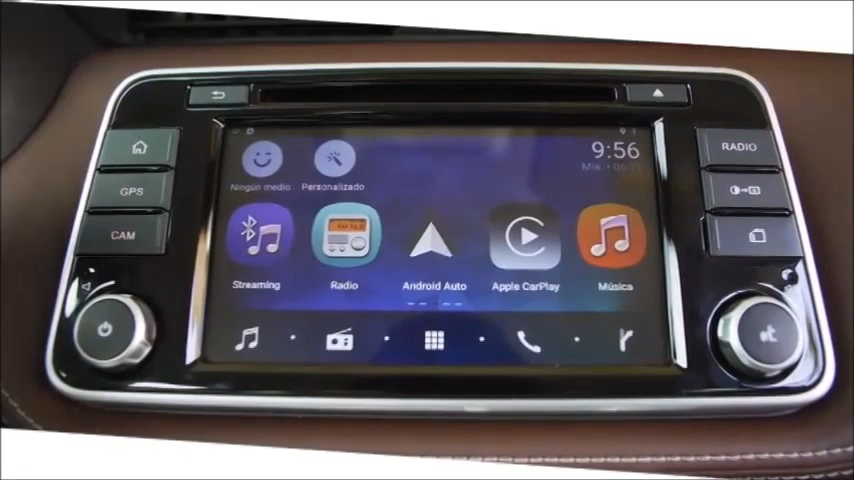 RADIO
GPS
CAM
9:56
Ningún medio
Personalizado
Streaming
Radio
Android Auto
Apple CarPlay
Música